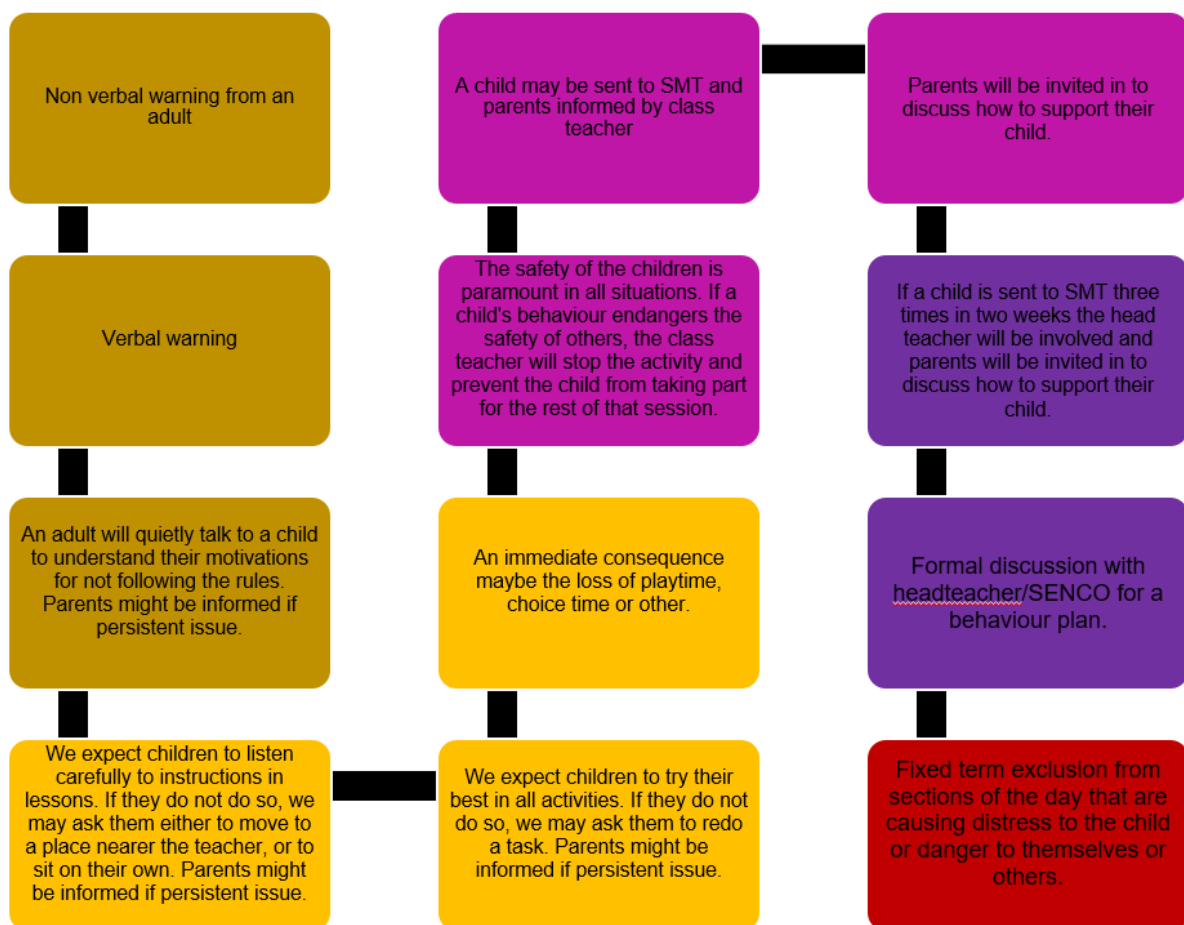 Non verbal warning from an
adult
Verbal warning
An adult will quietly talk to a child
to understand their motivations
for not following the rules.
Parents might be informed if
persistent issue.
We expect children to listen
carefully to instructions in
lessons. If they do not do so, we
may ask them either to move to
a place nearer the teacher, or to
sit on their own. Parents might
be informed if persistent issue.
We expect children to try their
best in all activities. If they do not
do so, we may ask them to redo
a task. Parents might be
informed if persistent issue.
An immediate consequence
maybe the loss of playtime,
choice time or other.
The safety of the children is
paramount in all situations. If a
child's behaviour endangers the
safety of others, the class
teacher will stop the activity and
prevent the child from taking part
for the rest of that session.
A child may be sent to SMT and
parents informed by class
teacher
Parents will be invited in to
discuss how to support their
child.
If a child is sent to SMT three
times in two weeks the head
teacher will be involved and
parents will be invited in to
discuss how to support their
child.
Formal discussion with
headteacher/SENCO for a
behaviour plan.
Fixed term exclusion from
sections of the day that are
causing distress to the child
or danger to themselves or
others.